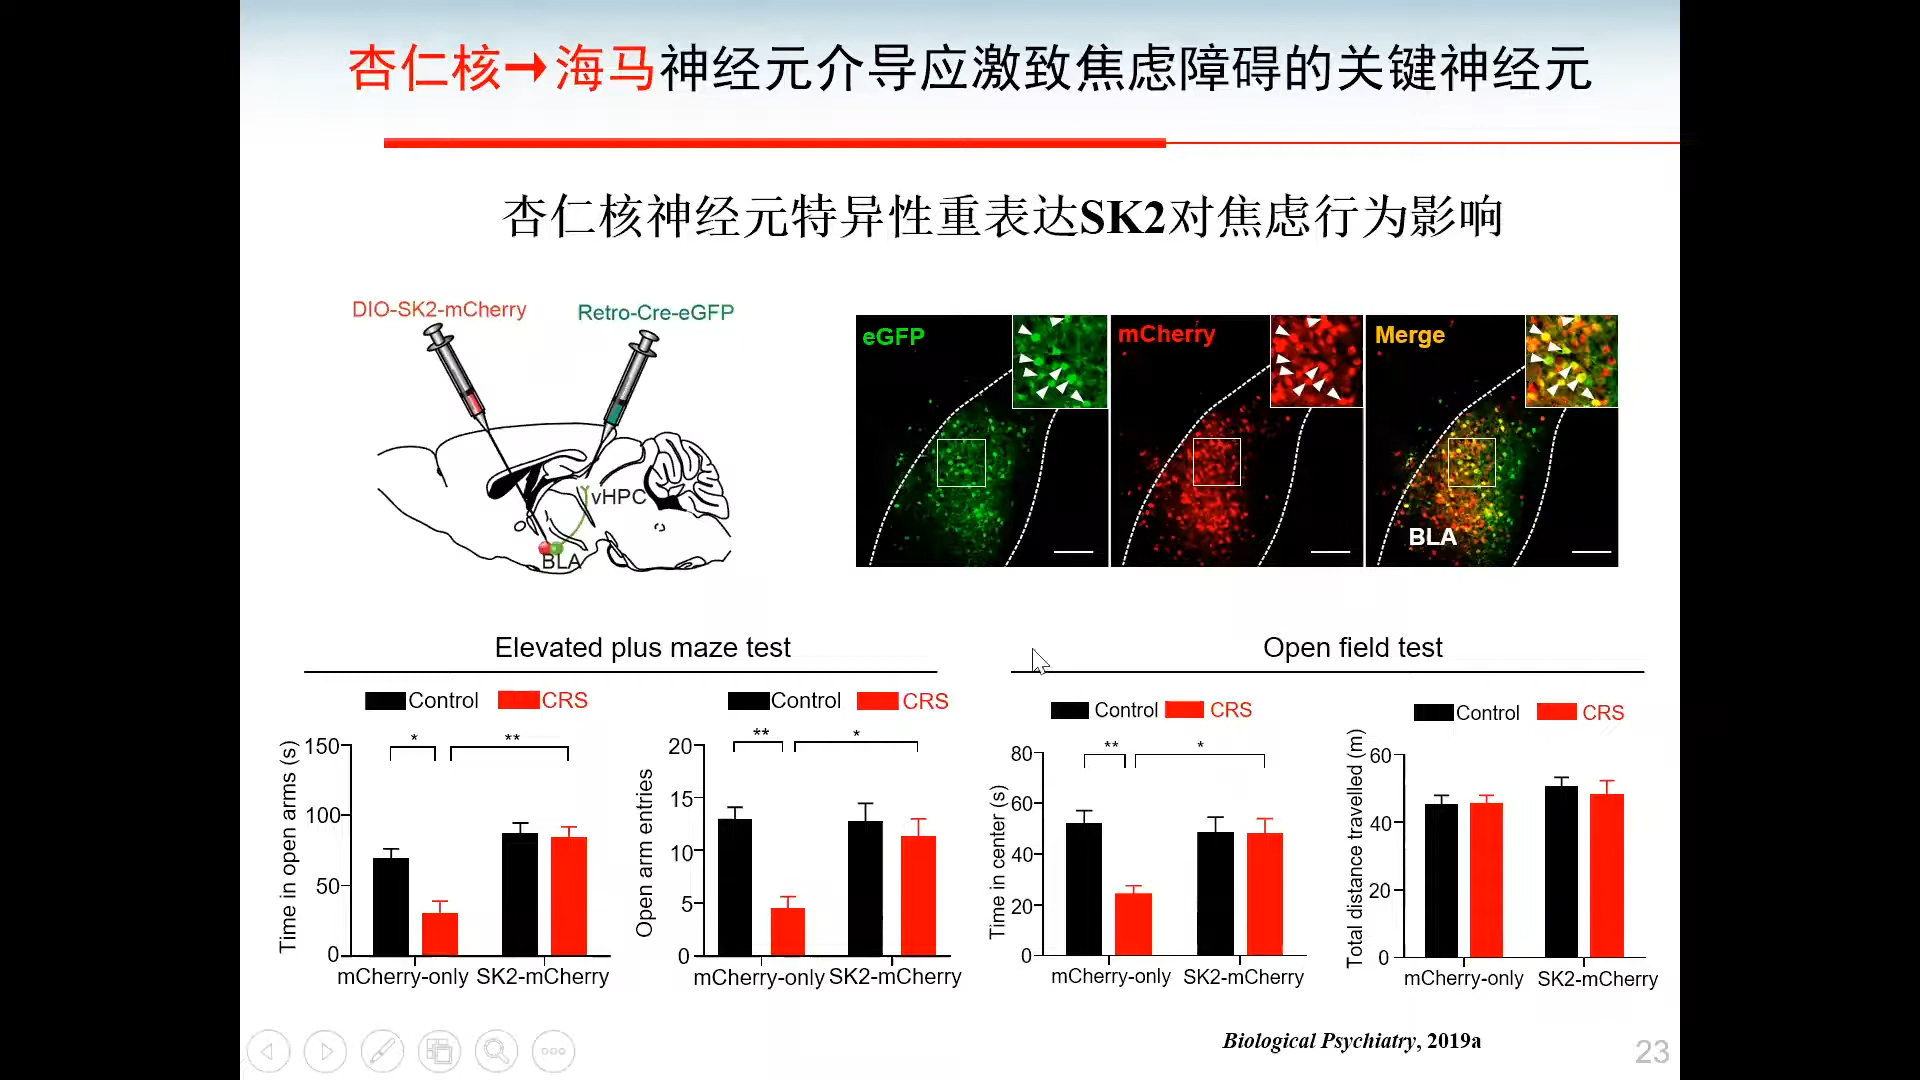 杏仁核→海马神经元介导应激致焦虑障碍的关键神经元
杏仁核神经元特异性重表达SK2对焦虑行为影响
DIO-SK2-mCherry
Retro-Cre-eGFP
vHPC
BLA
eGFP
mCherry
Merge
BLA
Elevated plus maze test
Control CRS
Time in open arms (s)
150
100
50
0
* **
mCherry-only SK2-mCherry
Control CRS
Open arm entries
20
15
10
5
0
** *
mCherry-only SK2-mCherry
Open field test
Control CRS
Time in center (s)
80
60
40
20
0
** *
mCherry-only SK2-mCherry
Control CRS
Total distance travelled (m)
60
40
20
0
mCherry-only SK2-mCherry
Biological Psychiatry, 2019a
23